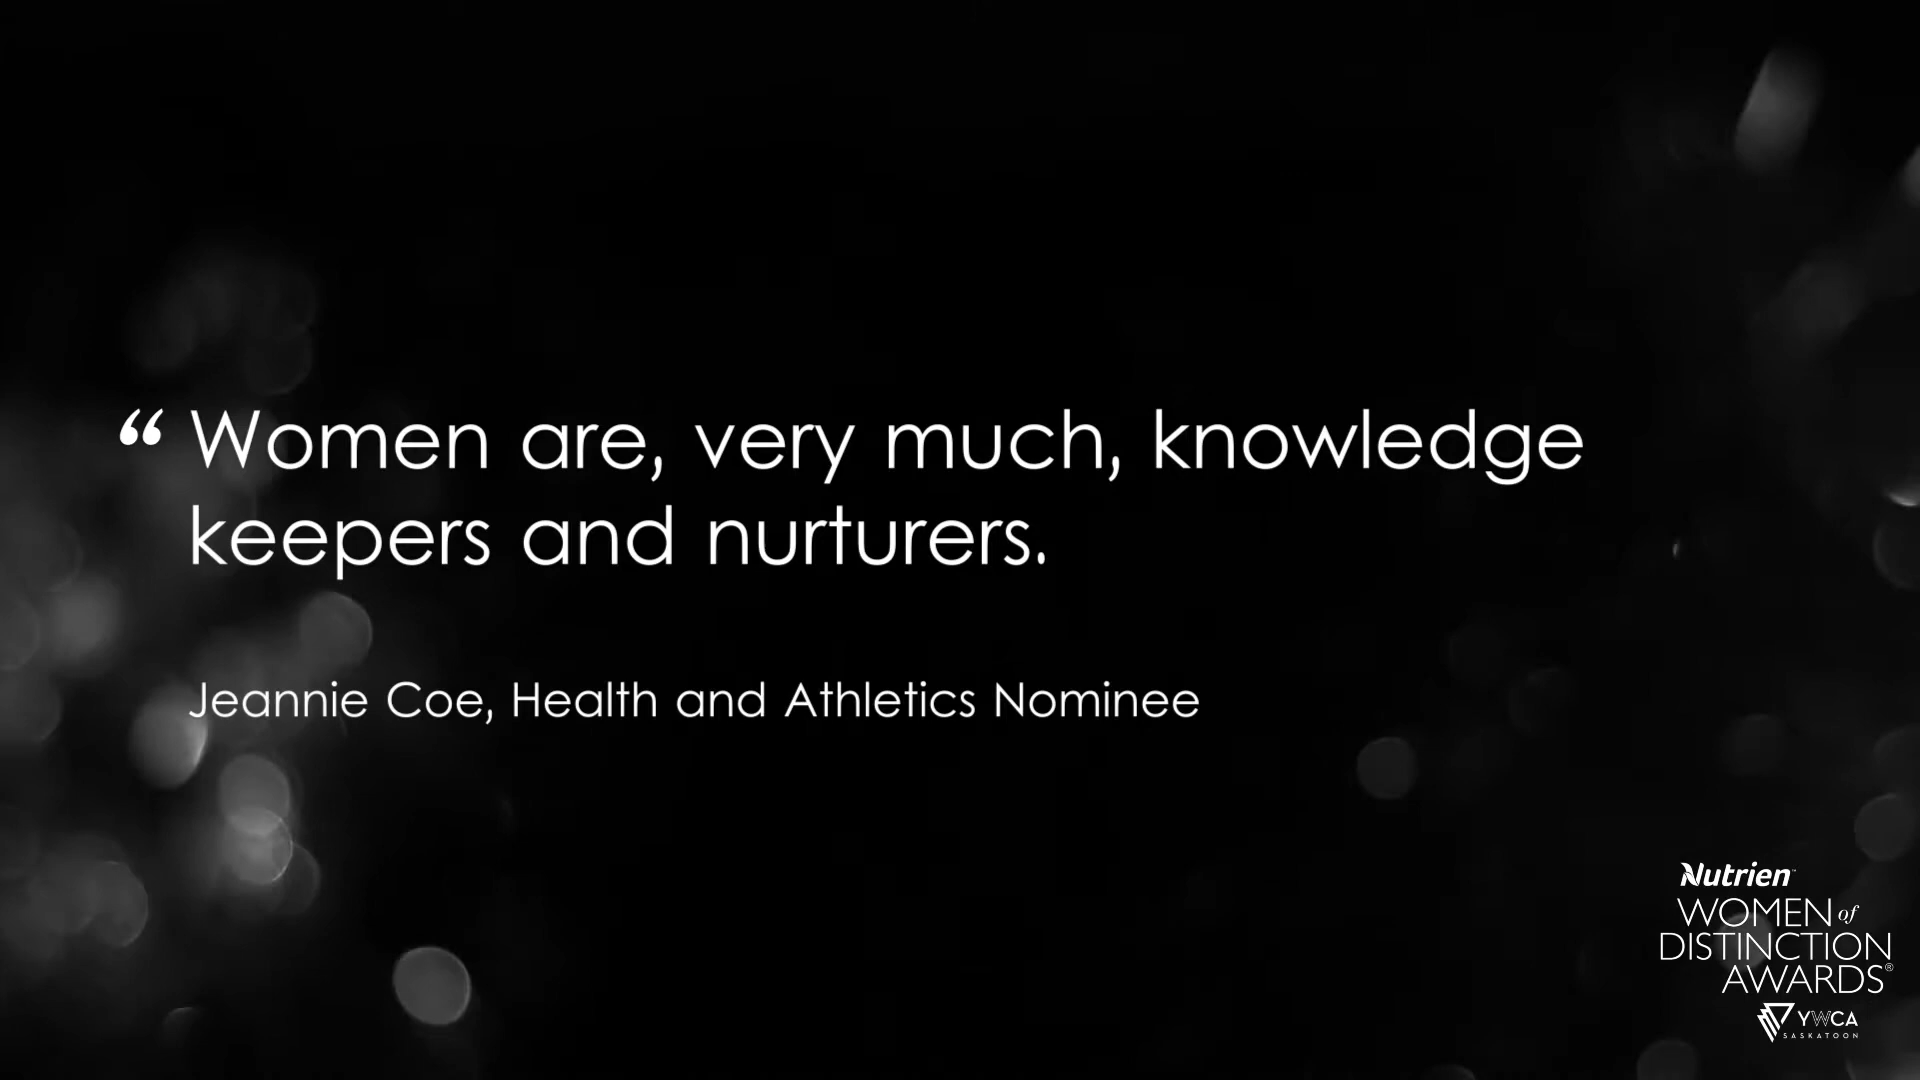 “ Women are, very much, knowledge
keepers and nurturers.
Jeannie Coe, Health and Athletics Nominee
Nutrien™
WOMEN of
DISTINCTION
AWARDS®
YWCA
SASKATOON